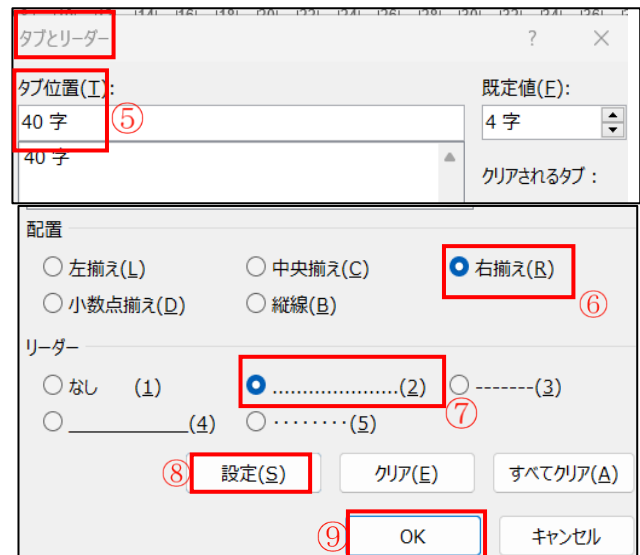 タブとリーダー ? ×
タブ位置(T): 既定値(F):
40 字 ⑤ 4 字
40 字
クリアされるタブ：
配置
左揃え(L) 中央揃え(C) 右揃え(R)
小数点揃え(D) 縦線(B) ⑥
リーダー
なし (1) .....................(2) -------(3)
____________(4) ········(5) ⑦
⑧ 設定(S) クリア(E) すべてクリア(A)
⑨ OK キャンセル